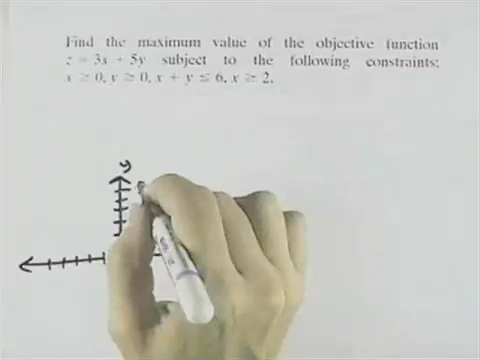 Find the maximum value of the objective function
z = 3x + 5y subject to the following constraints:
x ≥ 0, y ≥ 0, x + y ≤ 6, x ≥ 2.
y